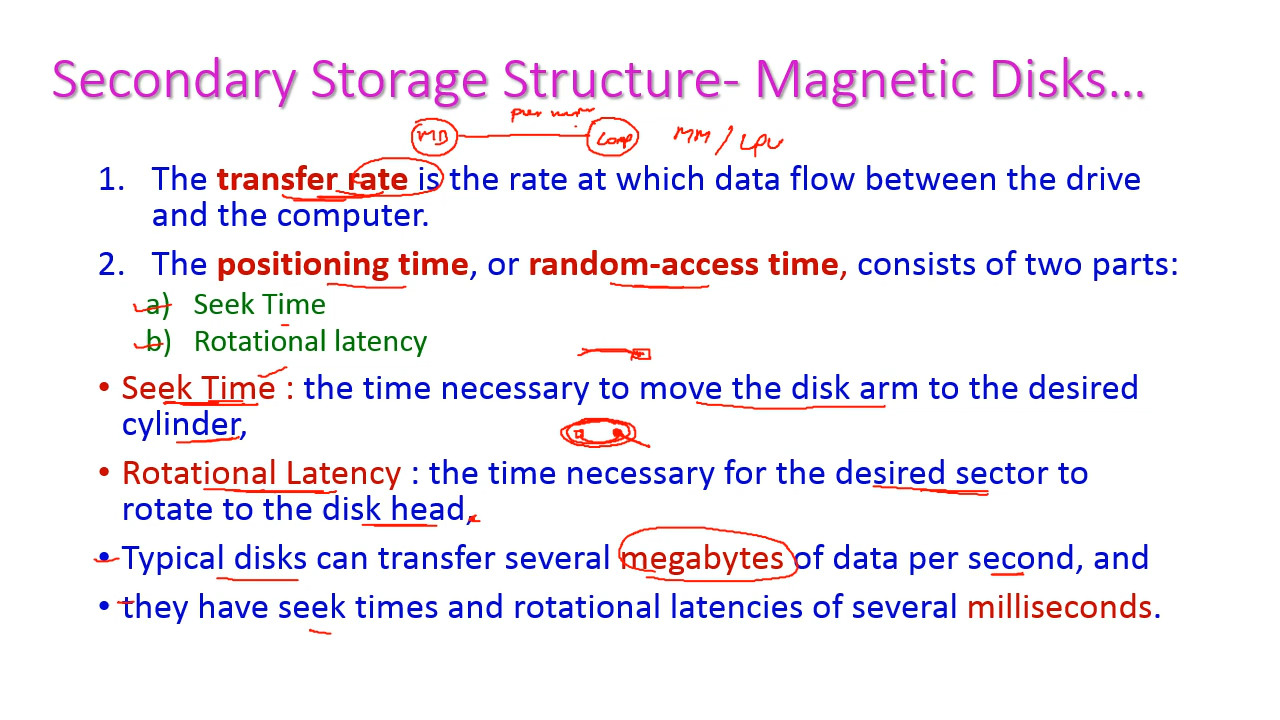 Secondary Storage Structure- Magnetic Disks...
MD
Comp
MM / CPU
1. The transfer rate is the rate at which data flow between the drive
and the computer.
2. The positioning time, or random-access time, consists of two parts:
a) Seek Time
b) Rotational latency
• Seek Time : the time necessary to move the disk arm to the desired
cylinder,
• Rotational Latency : the time necessary for the desired sector to
rotate to the disk head,
• Typical disks can transfer several megabytes of data per second, and
• they have seek times and rotational latencies of several milliseconds.